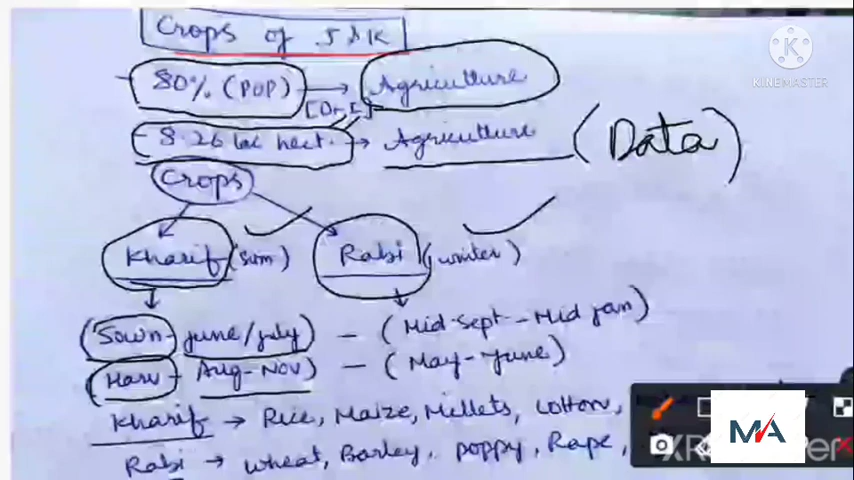 Crops of J&K
K
KINEMASTER
- 80% (POP) → Agriculture
[Dir, I]
- 8.26 lac hect. → Agriculture (Data)
Crops
Kharif (sum) Rabi (winter)
(Sown - june/july) - (Mid-Sept - Mid jan)
(Harv - Aug-Nov) - (May-June)
Kharif → Rice, Maize, Millets, Cotton,
Rabi → wheat, Barley, poppy, Rape,
MA